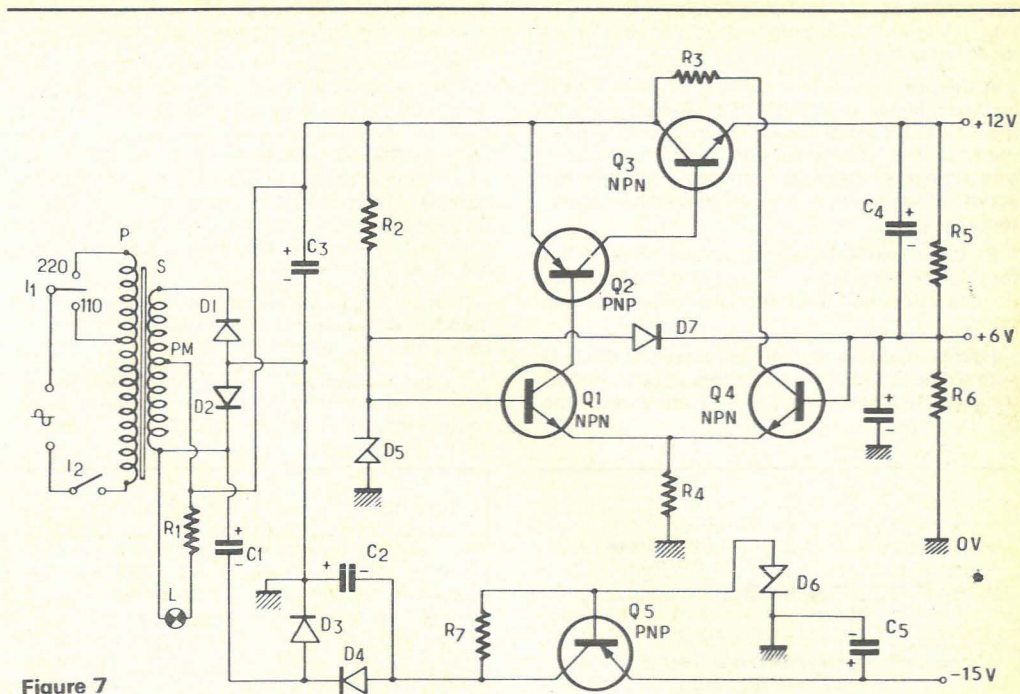 R3
+12V
Q3
NPN
P
S
C4
+
-
R5
220
I1
110
D1
+
C3
-
R2
Q2
PNP
D7
+6V
PM
D2
Q1
NPN
Q4
NPN
+
-
R6
D5
I2
R1
+
C1
-
R4
0V
+
C2
-
D6
L
D3
R7
Q5
PNP
-
C5
+
D4
-15V
Figure 7